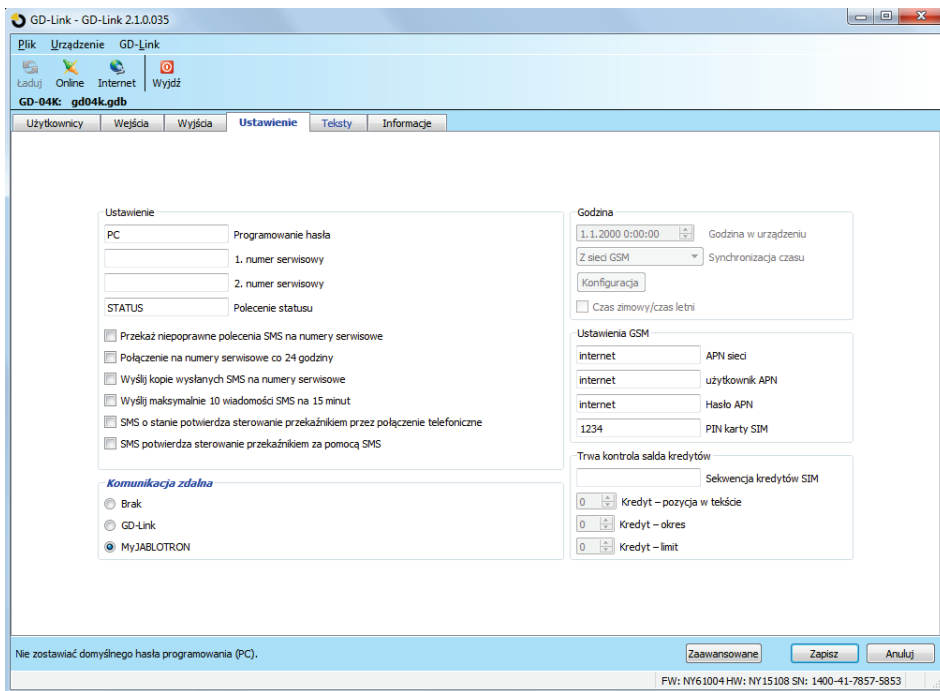 GD-Link - GD-Link 2.1.0.035
Plik Urządzenie GD-Link
Ładuj Online Internet Wyjdź
GD-04K: gd04k.gdb
Użytkownicy Wejścia Wyjścia Ustawienie Teksty Informacje
Ustawienie
PC Programowanie hasła
1. numer serwisowy
2. numer serwisowy
STATUS Polecenie statusu
Przekaż niepoprawne polecenia SMS na numery serwisowe
Połączenie na numery serwisowe co 24 godziny
Wyślij kopie wysłanych SMS na numery serwisowe
Wyślij maksymalnie 10 wiadomości SMS na 15 minut
SMS o stanie potwierdza sterowanie przekaźnikiem przez połączenie telefoniczne
SMS potwierdza sterowanie przekaźnikiem za pomocą SMS
Komunikacja zdalna
Brak
GD-Link
MyJABLOTRON
Godzina
1.1.2000 0:00:00 Godzina w urządzeniu
Z sieci GSM Synchronizacja czasu
Konfiguracja
Czas zimowy/czas letni
Ustawienia GSM
internet APN sieci
internet użytkownik APN
internet Hasło APN
1234 PIN karty SIM
Trwa kontrola salda kredytów
Sekwencja kredytów SIM
0 Kredyt – pozycja w tekście
0 Kredyt – okres
0 Kredyt – limit
Nie zostawiać domyślnego hasła programowania (PC).
Zaawansowane Zapisz Anuluj
FW: NY61004 HW: NY15108 SN: 1400-41-7857-5853